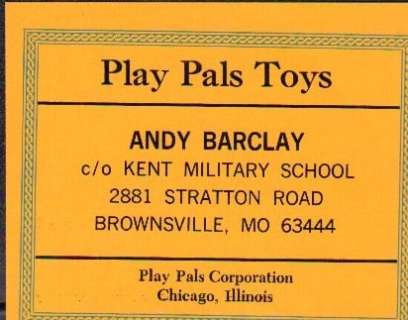 Play Pals Toys
ANDY BARCLAY
c/o KENT MILITARY SCHOOL
2881 STRATTON ROAD
BROWNSVILLE, MO 63444
Play Pals Corporation
Chicago, Illinois